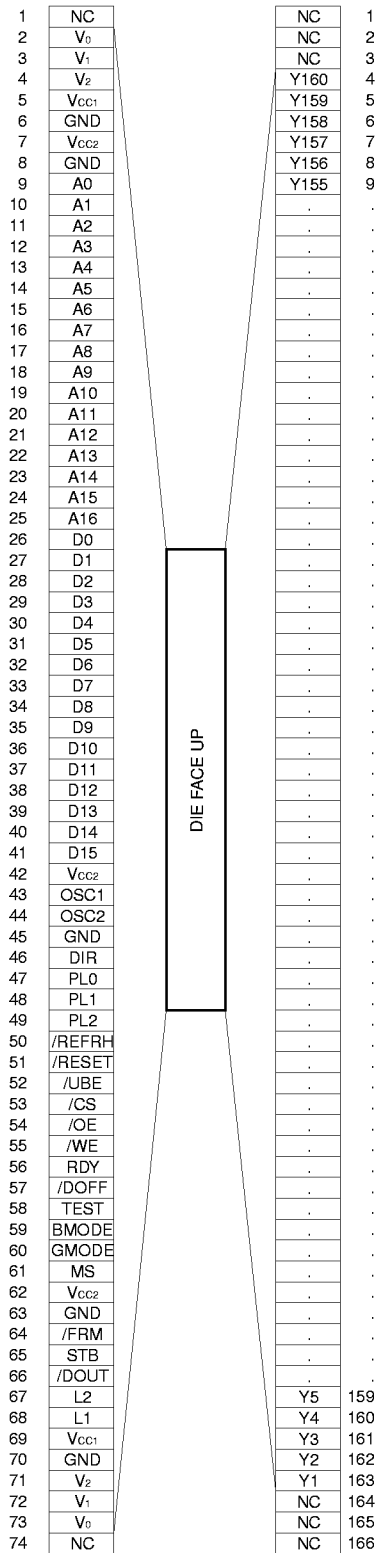 1 NC NC 1
2 V0 NC 2
3 V1 NC 3
4 V2 Y160 4
5 VCC1 Y159 5
6 GND Y158 6
7 VCC2 Y157 7
8 GND Y156 8
9 A0 Y155 9
10 A1 . .
11 A2 . .
12 A3 . .
13 A4 . .
14 A5 . .
15 A6 . .
16 A7 . .
17 A8 . .
18 A9 . .
19 A10 . .
20 A11 . .
21 A12 . .
22 A13 . .
23 A14 . .
24 A15 . .
25 A16 . .
26 D0 . .
27 D1 . .
28 D2 . .
29 D3 . .
30 D4 . .
31 D5 . .
32 D6 . .
33 D7 . .
34 D8 . .
35 D9 . .
36 D10 . .
37 D11 . .
38 D12 . .
39 D13 . .
40 D14 . .
41 D15 . .
42 VCC2 . .
43 OSC1 . .
44 OSC2 . .
45 GND . .
46 DIR . .
47 PL0 . .
48 PL1 . .
49 PL2 . .
50 /REFRH . .
51 /RESET . .
52 /UBE . .
53 /CS . .
54 /OE . .
55 /WE . .
56 RDY . .
57 /DOFF . .
58 TEST . .
59 BMODE . .
60 GMODE . .
61 MS . .
62 VCC2 . .
63 GND . .
64 /FRM . .
65 STB . .
66 /DOUT . .
67 L2 Y5 159
68 L1 Y4 160
69 VCC1 Y3 161
70 GND Y2 162
71 V2 Y1 163
72 V1 NC 164
73 V0 NC 165
74 NC NC 166
DIE FACE UP